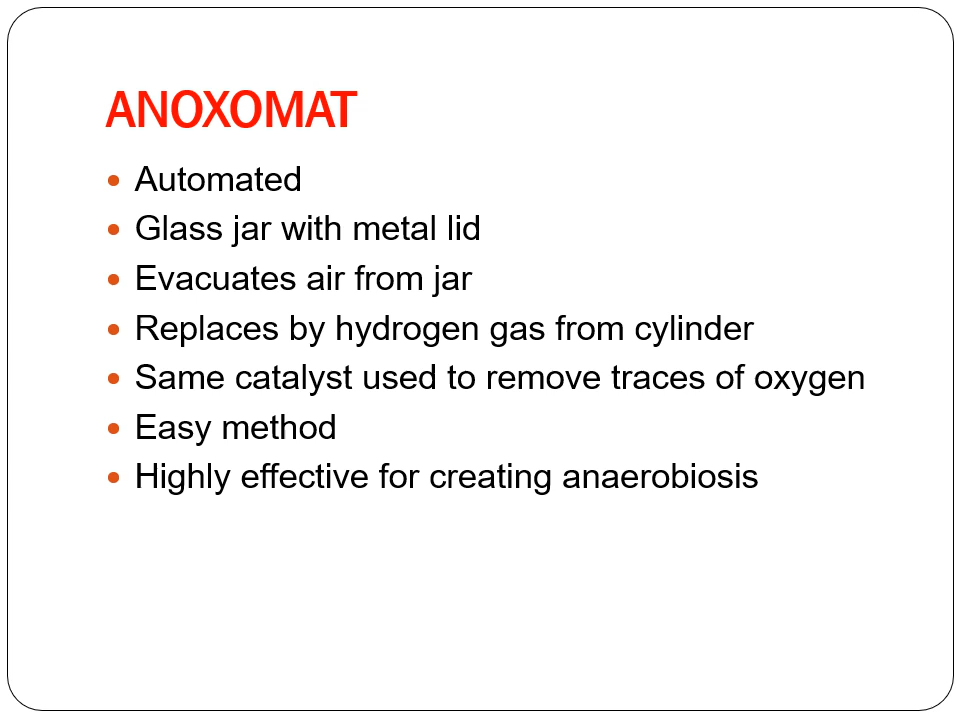 ANOXOMAT
• Automated
• Glass jar with metal lid
• Evacuates air from jar
• Replaces by hydrogen gas from cylinder
• Same catalyst used to remove traces of oxygen
• Easy method
• Highly effective for creating anaerobiosis